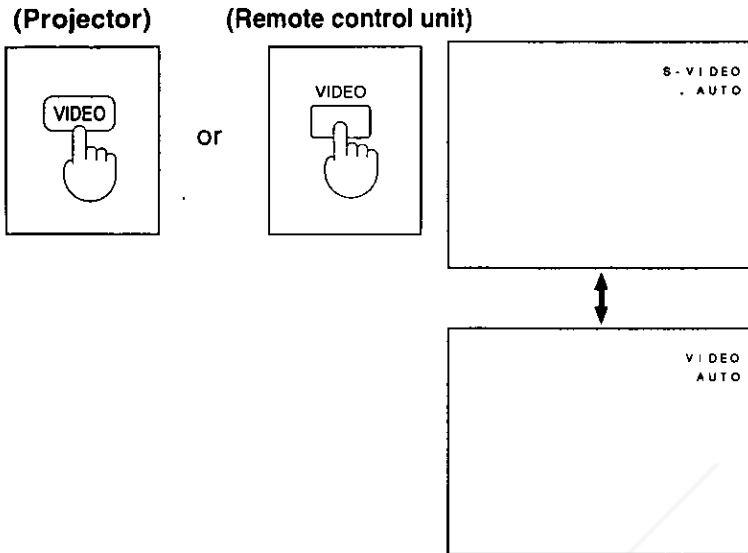 (Projector)
(Remote control unit)
VIDEO
or
VIDEO
S-VIDEO
. AUTO
VIDEO
AUTO